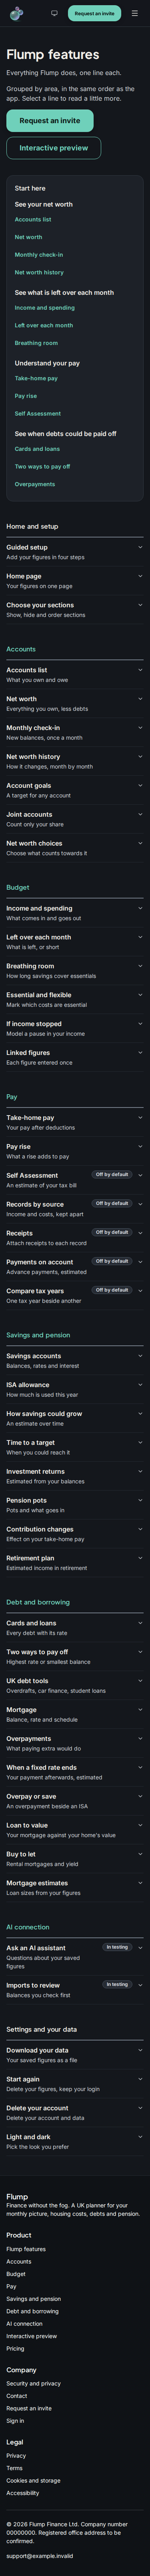 Request an invite
Flump features
Everything Flump does, one line each.
Grouped by area, in the same order as the
app. Select a line to read a little more.
Request an invite
Interactive preview
Start here
See your net worth
Accounts list
Net worth
Monthly check-in
Net worth history
See what is left over each month
Income and spending
Left over each month
Breathing room
Understand your pay
Take-home pay
Pay rise
Self Assessment
See when debts could be paid off
Cards and loans
Two ways to pay off
Overpayments
Home and setup
Guided setup
Add your figures in four steps
Home page
Your figures on one page
Choose your sections
Show, hide and order sections
Accounts
Accounts list
What you own and owe
Net worth
Everything you own, less debts
Monthly check-in
New balances, once a month
Net worth history
How it changes, month by month
Account goals
A target for any account
Joint accounts
Count only your share
Net worth choices
Choose what counts towards it
Budget
Income and spending
What comes in and goes out
Left over each month
What is left, or short
Breathing room
How long savings cover essentials
Essential and flexible
Mark which costs are essential
If income stopped
Model a pause in your income
Linked figures
Each figure entered once
Pay
Take-home pay
Your pay after deductions
Pay rise
What a rise adds to pay
Self Assessment
Off by default
An estimate of your tax bill
Records by source
Off by default
Income and costs, kept apart
Receipts
Off by default
Attach receipts to each record
Payments on account
Off by default
Advance payments, estimated
Compare tax years
Off by default
One tax year beside another
Savings and pension
Savings accounts
Balances, rates and interest
ISA allowance
How much is used this year
How savings could grow
An estimate over time
Time to a target
When you could reach it
Investment returns
Estimated from your balances
Pension pots
Pots and what goes in
Contribution changes
Effect on your take-home pay
Retirement plan
Estimated income in retirement
Debt and borrowing
Cards and loans
Every debt with its rate
Two ways to pay off
Highest rate or smallest balance
UK debt tools
Overdrafts, car finance, student loans
Mortgage
Balance, rate and schedule
Overpayments
What paying extra would do
When a fixed rate ends
Your payment afterwards, estimated
Overpay or save
An overpayment beside an ISA
Loan to value
Your mortgage against your home's value
Buy to let
Rental mortgages and yield
Mortgage estimates
Loan sizes from your figures
AI connection
Ask an AI assistant
In testing
Questions about your saved
figures
Imports to review
In testing
Balances you check first
Settings and your data
Download your data
Your saved figures as a file
Start again
Delete your figures, keep your login
Delete your account
Delete your account and data
Light and dark
Pick the look you prefer
Flump
Finance without the fog. A UK planner for your
monthly picture, housing costs, debts and pension.
Product
Flump features
Accounts
Budget
Pay
Savings and pension
Debt and borrowing
AI connection
Interactive preview
Pricing
Company
Security and privacy
Contact
Request an invite
Sign in
Legal
Privacy
Terms
Cookies and storage
Accessibility
© 2026 Flump Finance Ltd. Company number
00000000. Registered office address to be
confirmed.
support@example.invalid